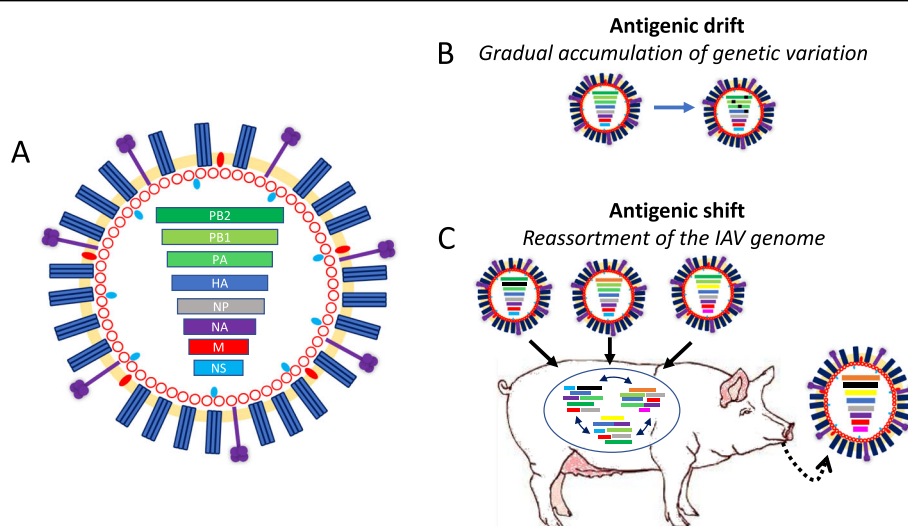 A
PB2
PB1
PA
HA
NP
NA
M
NS
B
Antigenic drift
Gradual accumulation of genetic variation
C
Antigenic shift
Reassortment of the IAV genome